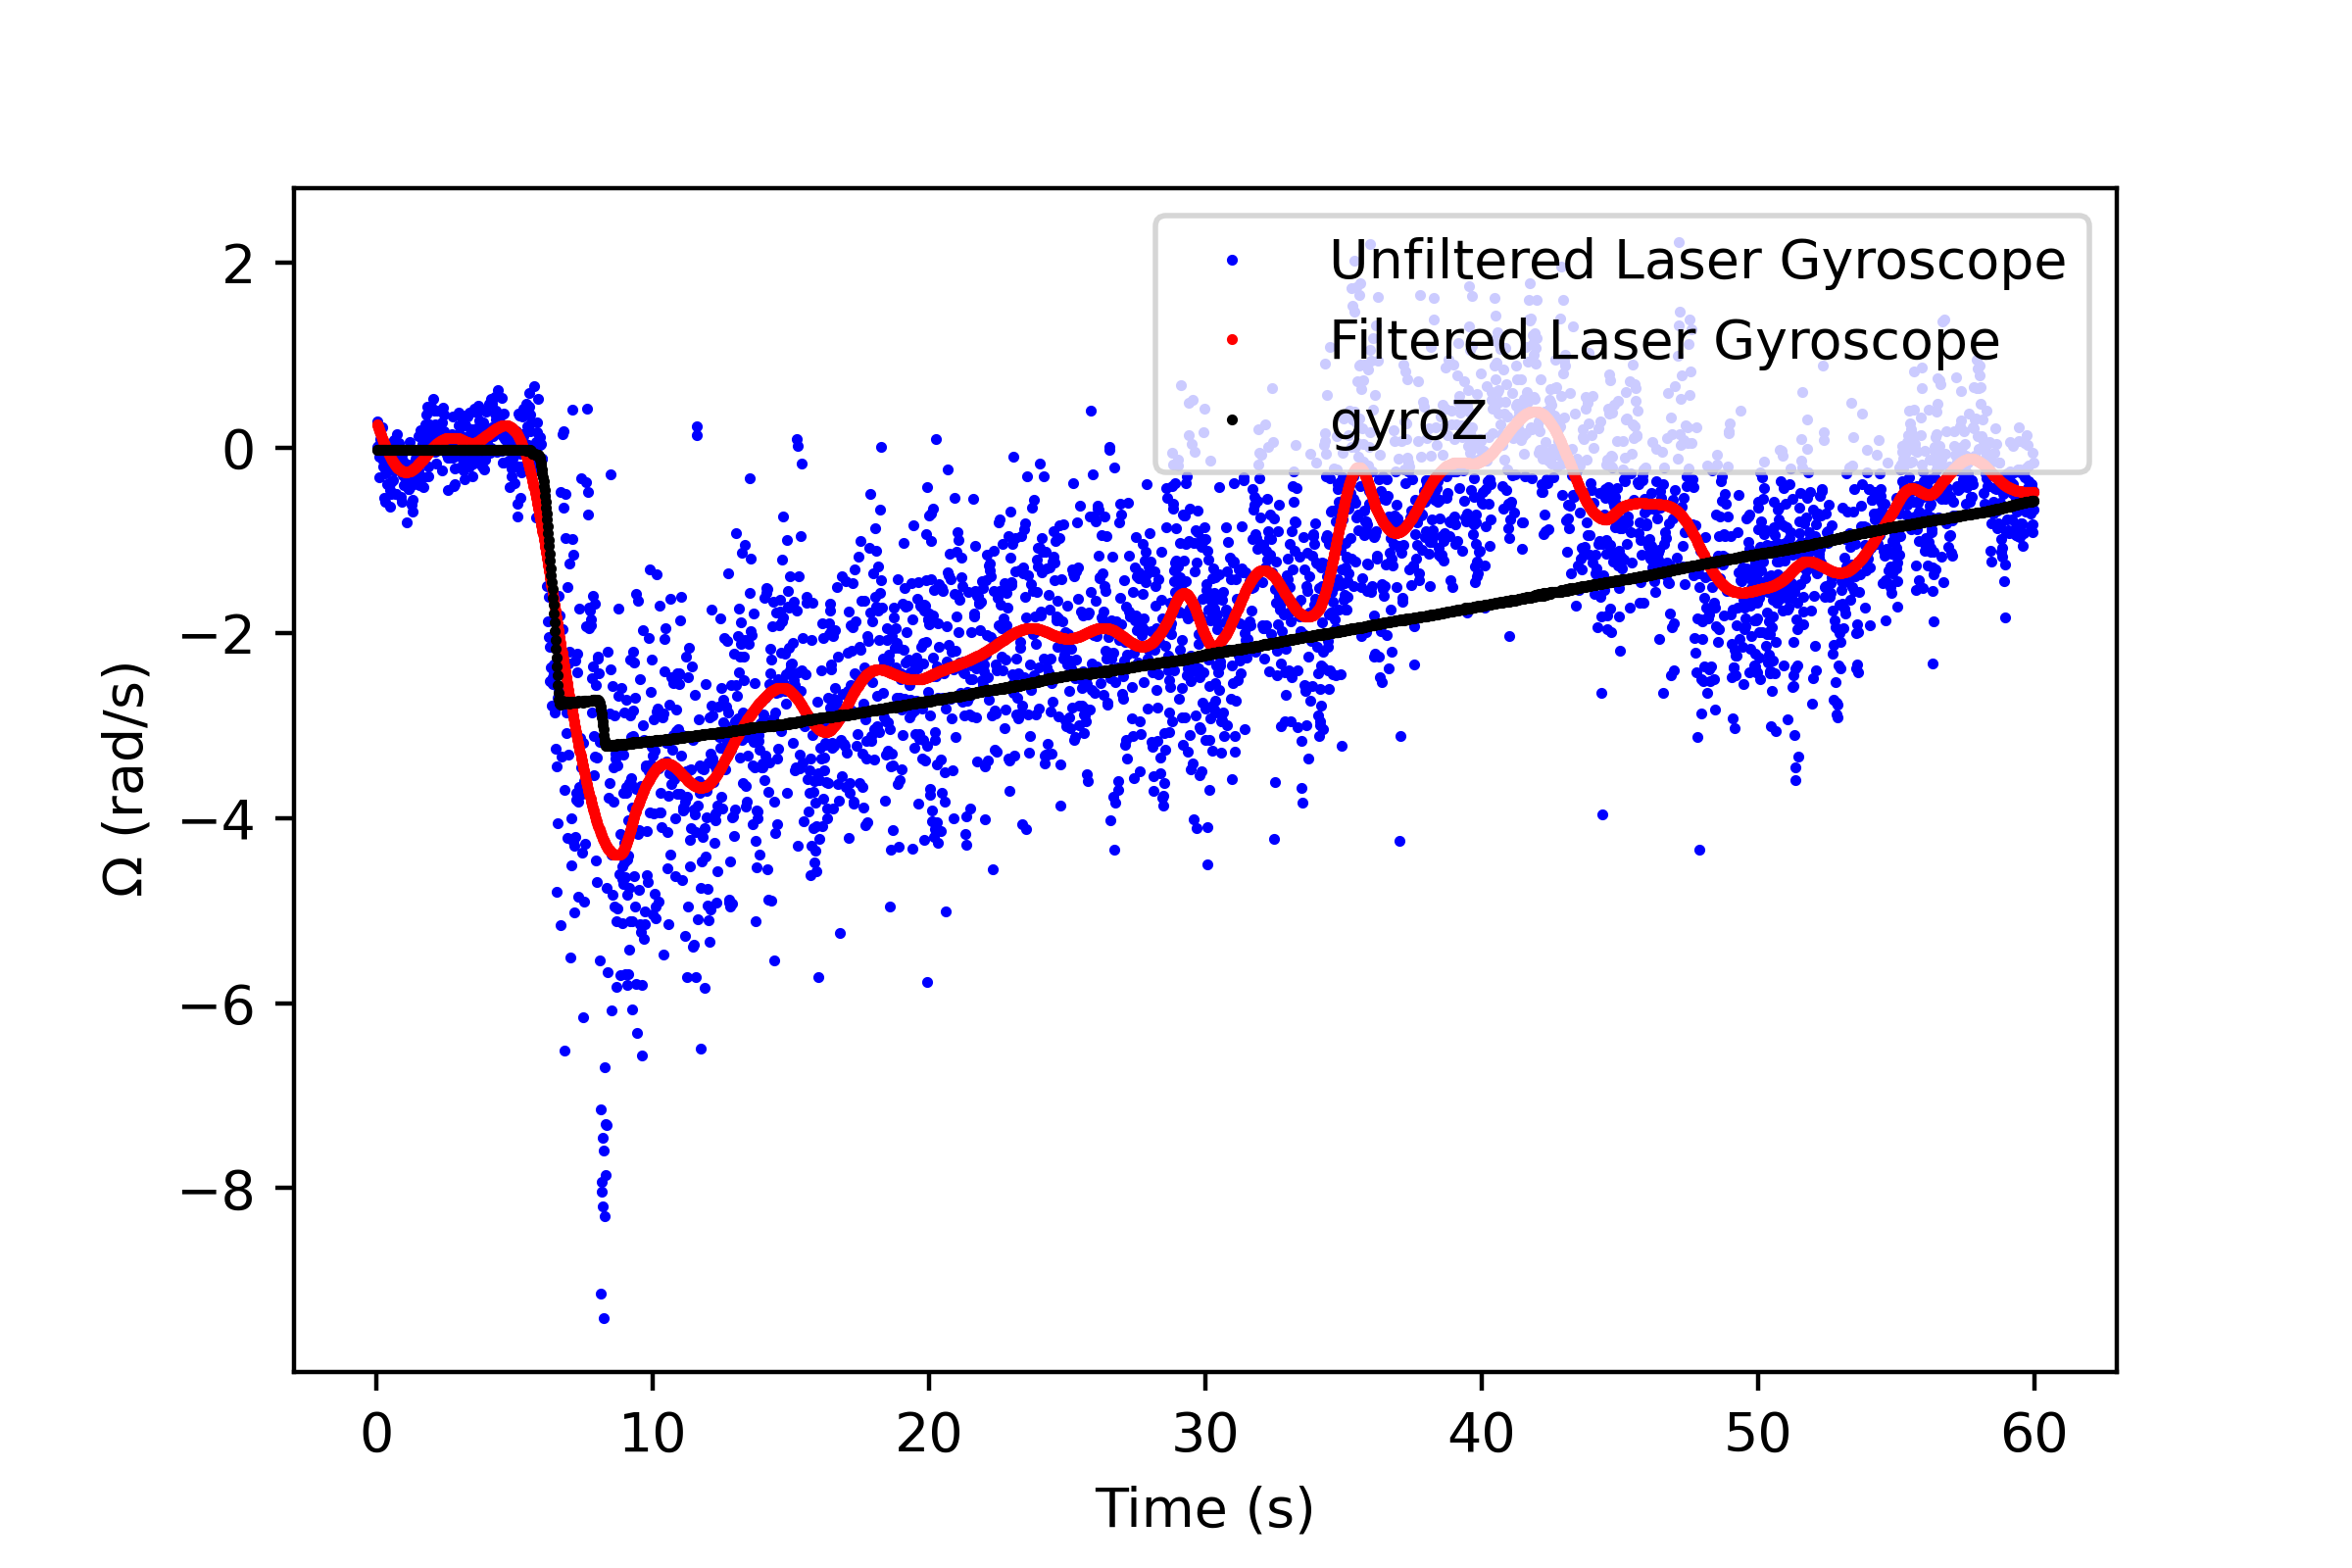 Unfiltered Laser Gyroscope
Filtered Laser Gyroscope
gyroZ
2
0
−2
−4
−6
−8
Ω (rad/s)
0 10 20 30 40 50 60
Time (s)